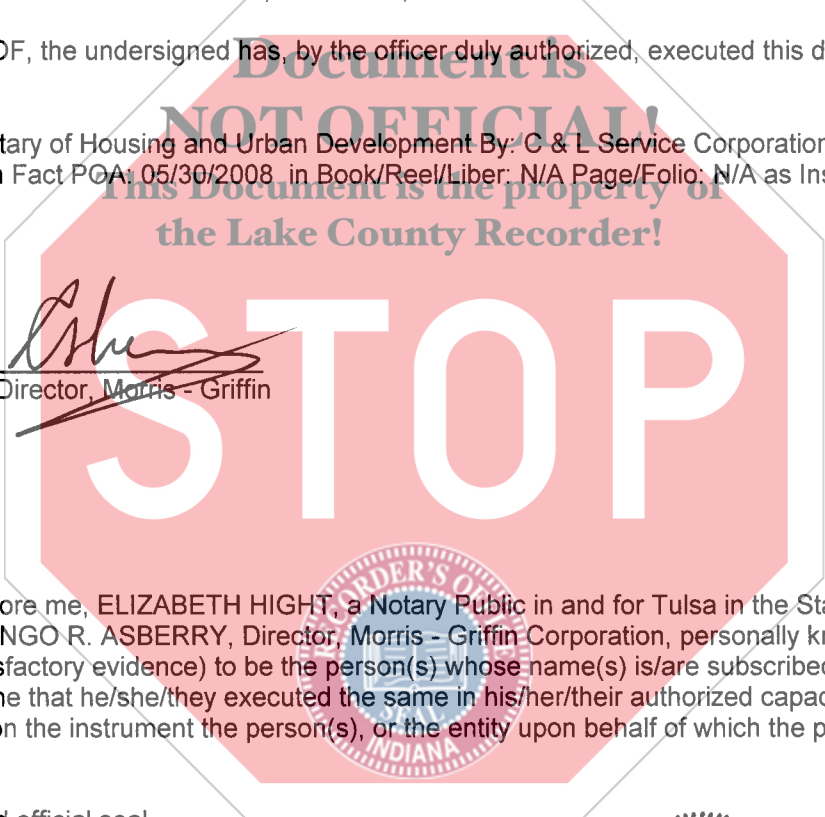 OF, the undersigned has, by the officer duly authorized, executed this d
Document is
NOT OFFICIAL!
tary of Housing and Urban Development By: C & L Service Corporation
n Fact POA: 05/30/2008 in Book/Reel/Liber: N/A Page/Folio: N/A as Ins
This Document is the property of
the Lake County Recorder!
STOP
Director, Morris - Griffin
ore me, ELIZABETH HIGHT, a Notary Public in and for Tulsa in the Sta
NGO R. ASBERRY, Director, Morris - Griffin Corporation, personally k
sfactory evidence) to be the person(s) whose name(s) is/are subscribed
ne that he/she/they executed the same in his/her/their authorized capac
on the instrument the person(s), or the entity upon behalf of which the p
RECORDER'S OFFICE
SEAL
INDIANA
d official seal